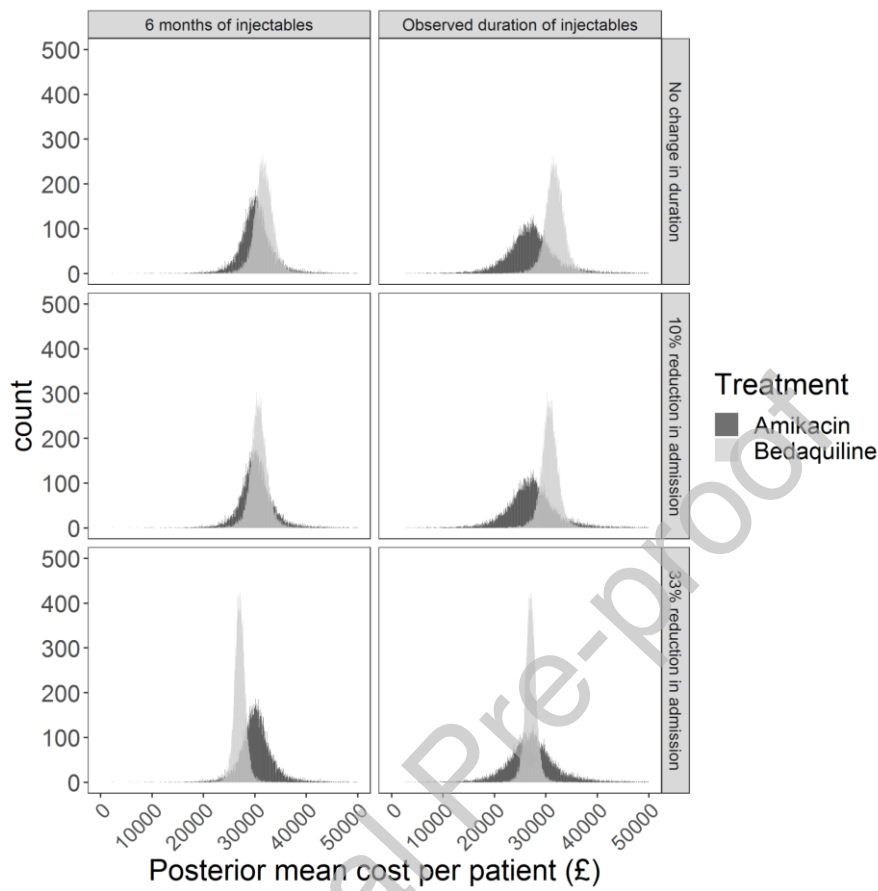 6 months of injectables
Observed duration of injectables
500
400
300
200
100
0
No change in duration
500
400
300
200
100
0
10% reduction in admission
500
400
300
200
100
0
33% reduction in admission
0
10000
20000
30000
40000
50000
0
10000
20000
30000
40000
50000
count
Posterior mean cost per patient (£)
Treatment
Amikacin
Bedaquiline
al Pre-proof